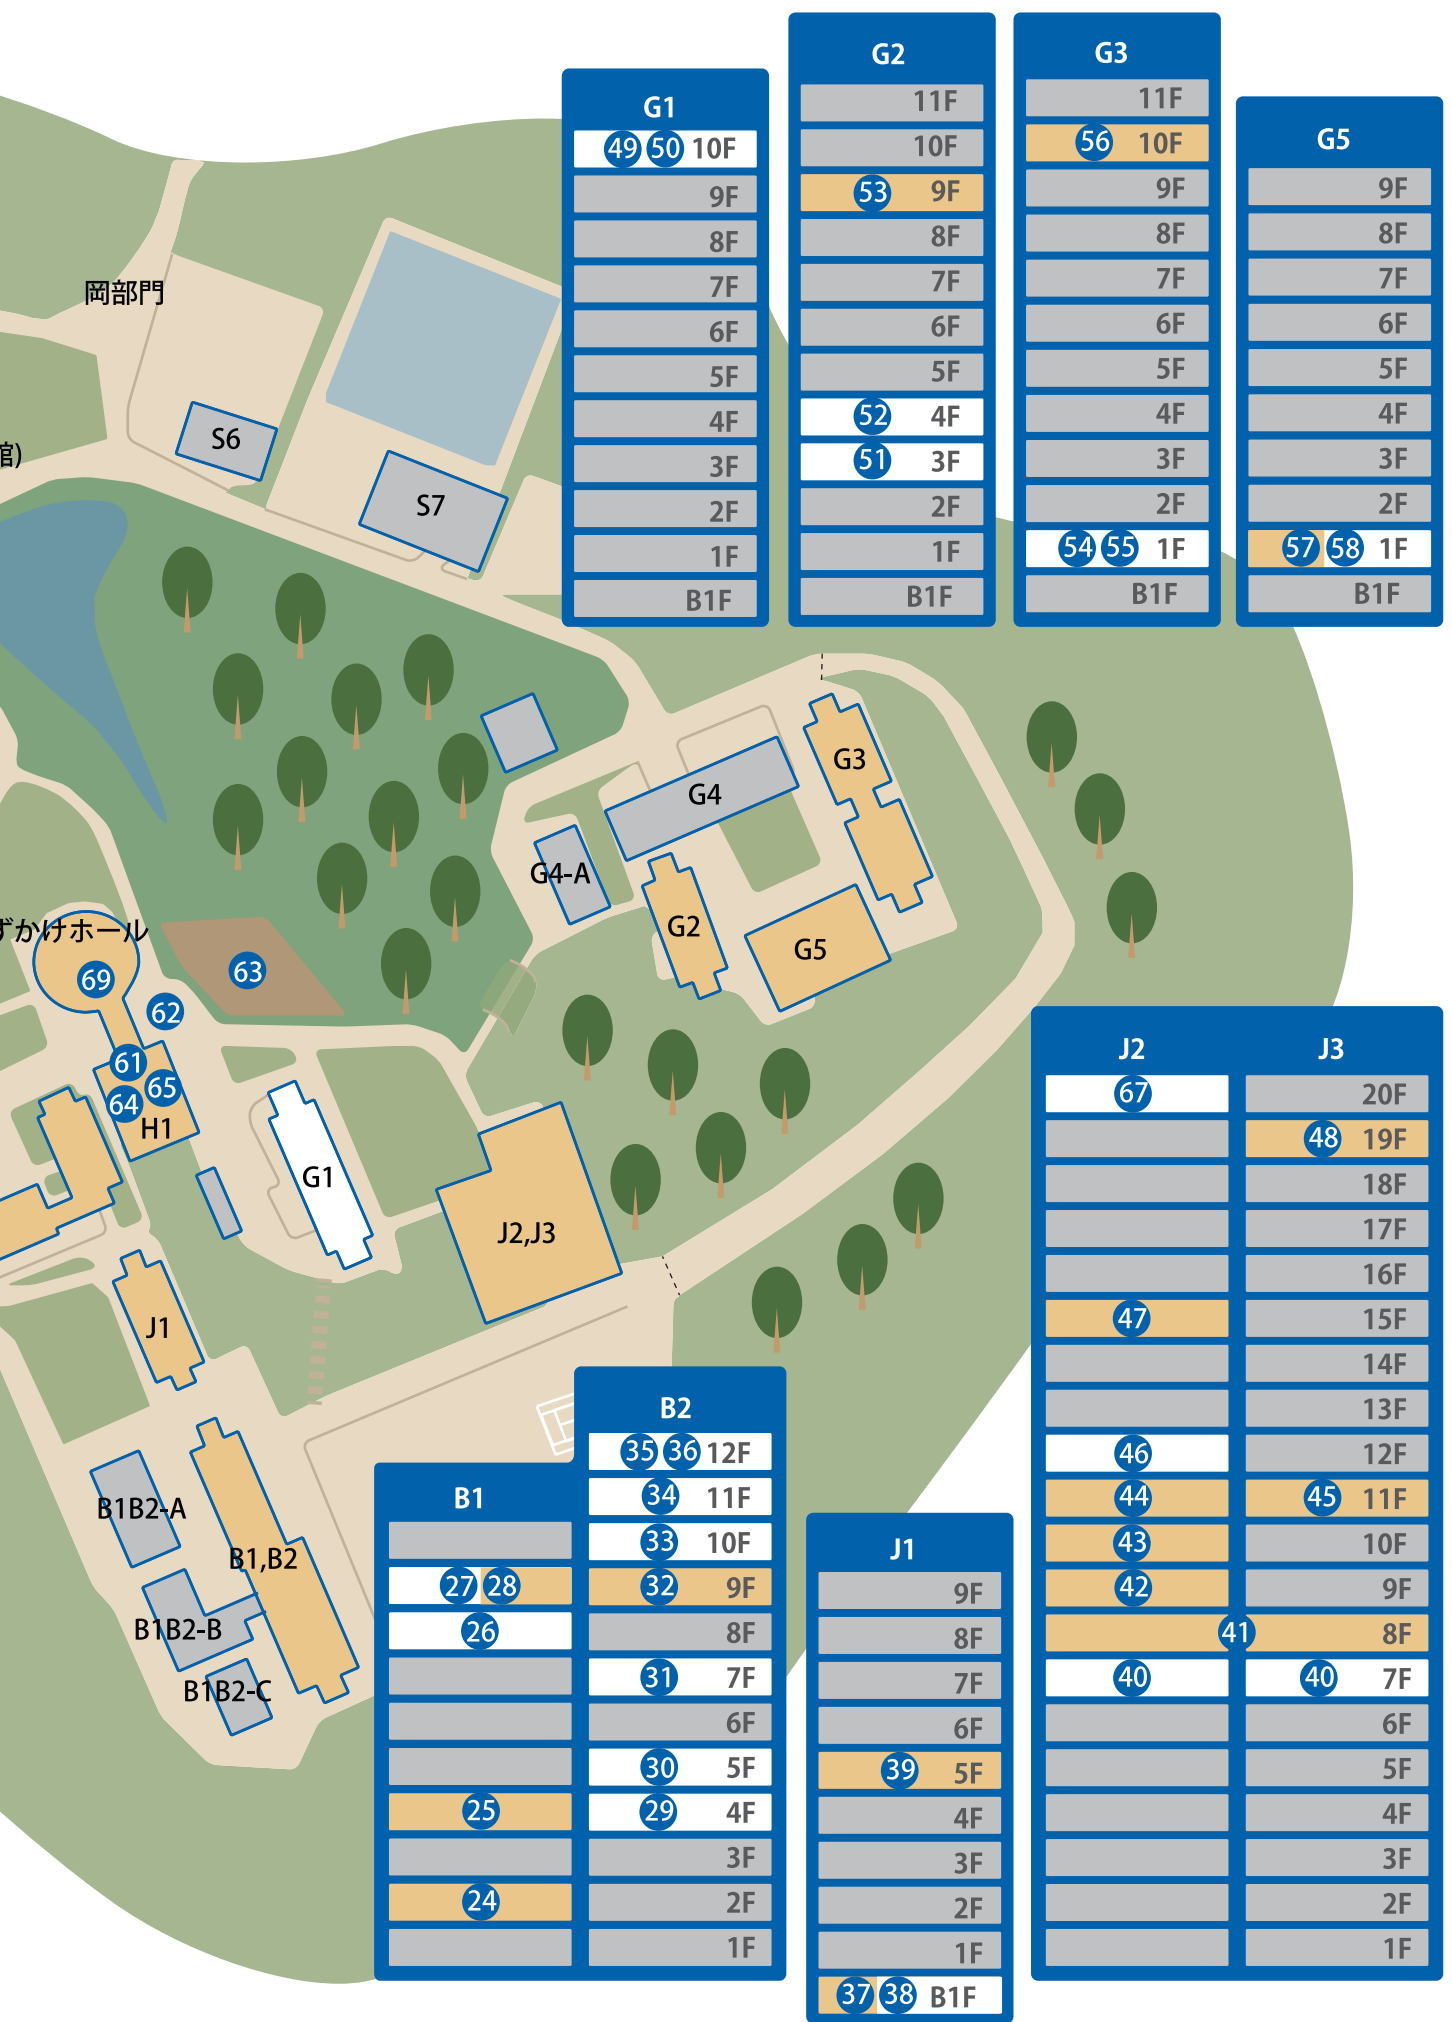 G1
49 50 10F
9F
8F
7F
6F
5F
4F
3F
2F
1F
B1F
G2
11F
10F
53 9F
8F
7F
6F
5F
52 4F
51 3F
2F
1F
B1F
G3
11F
56 10F
9F
8F
7F
6F
5F
4F
3F
2F
54 55 1F
B1F
G5
9F
8F
7F
6F
5F
4F
3F
2F
57 58 1F
B1F
岡部門
館)
S6
S7
G3
G4
G4-A
G2
G5
ずかけホール
69
63
62
61
65
64
H1
G1
J2,J3
J1
B1B2-A
B1,B2
B1B2-B
B1B2-C
B1
27 28
26
25
24
B2
35 36 12F
34 11F
33 10F
32 9F
8F
31 7F
6F
30 5F
29 4F
3F
2F
1F
J1
9F
8F
7F
6F
39 5F
4F
3F
2F
1F
37 38 B1F
J2 J3
67 20F
48 19F
18F
17F
16F
47 15F
14F
13F
46 12F
44 45 11F
43 10F
42 9F
41 8F
40 40 7F
6F
5F
4F
3F
2F
1F